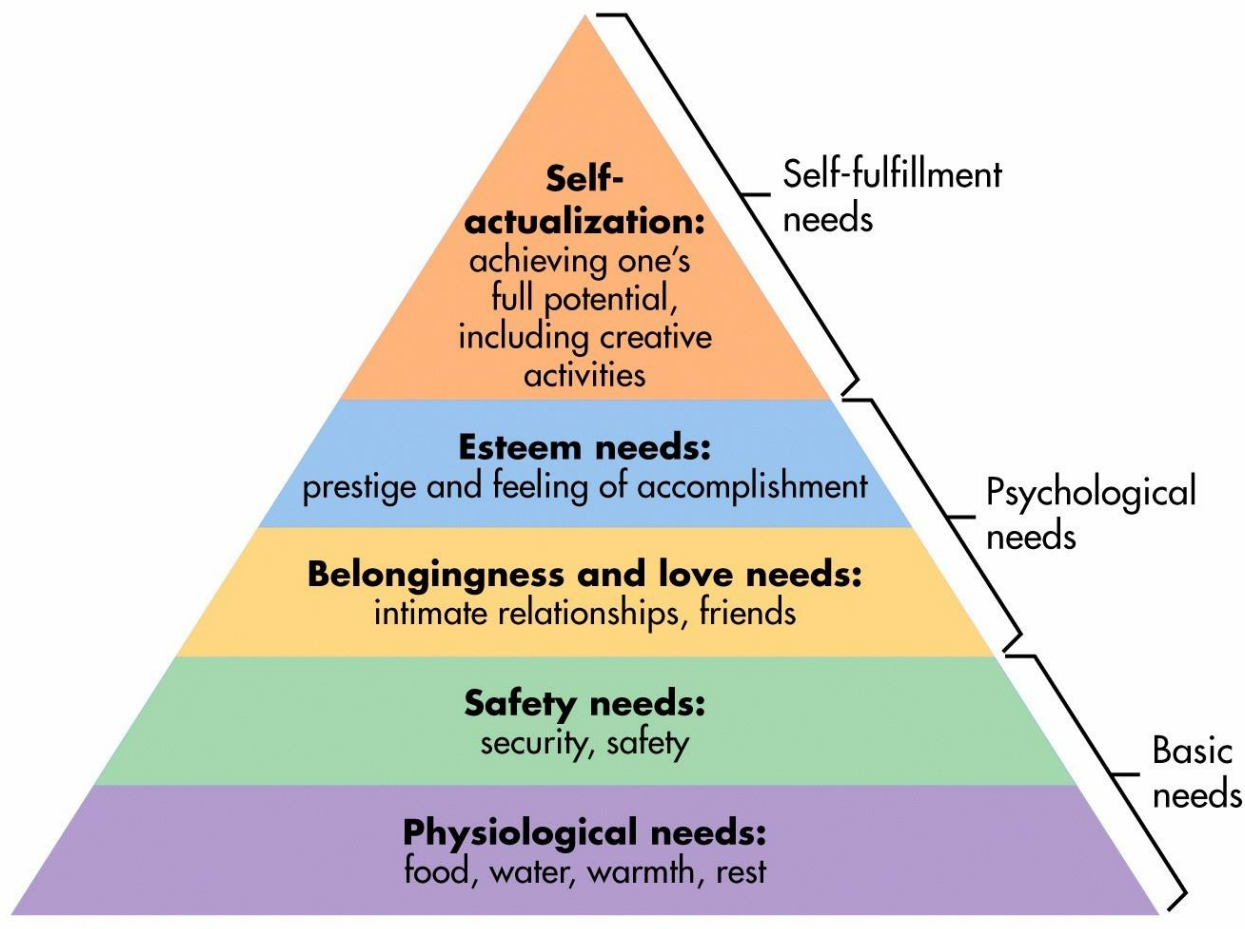 Self-
actualization:
achieving one's
full potential,
including creative
activities
Self-fulfillment
needs
Esteem needs:
prestige and feeling of accomplishment
Psychological
needs
Belongingness and love needs:
intimate relationships, friends
Safety needs:
security, safety
Basic
needs
Physiological needs:
food, water, warmth, rest